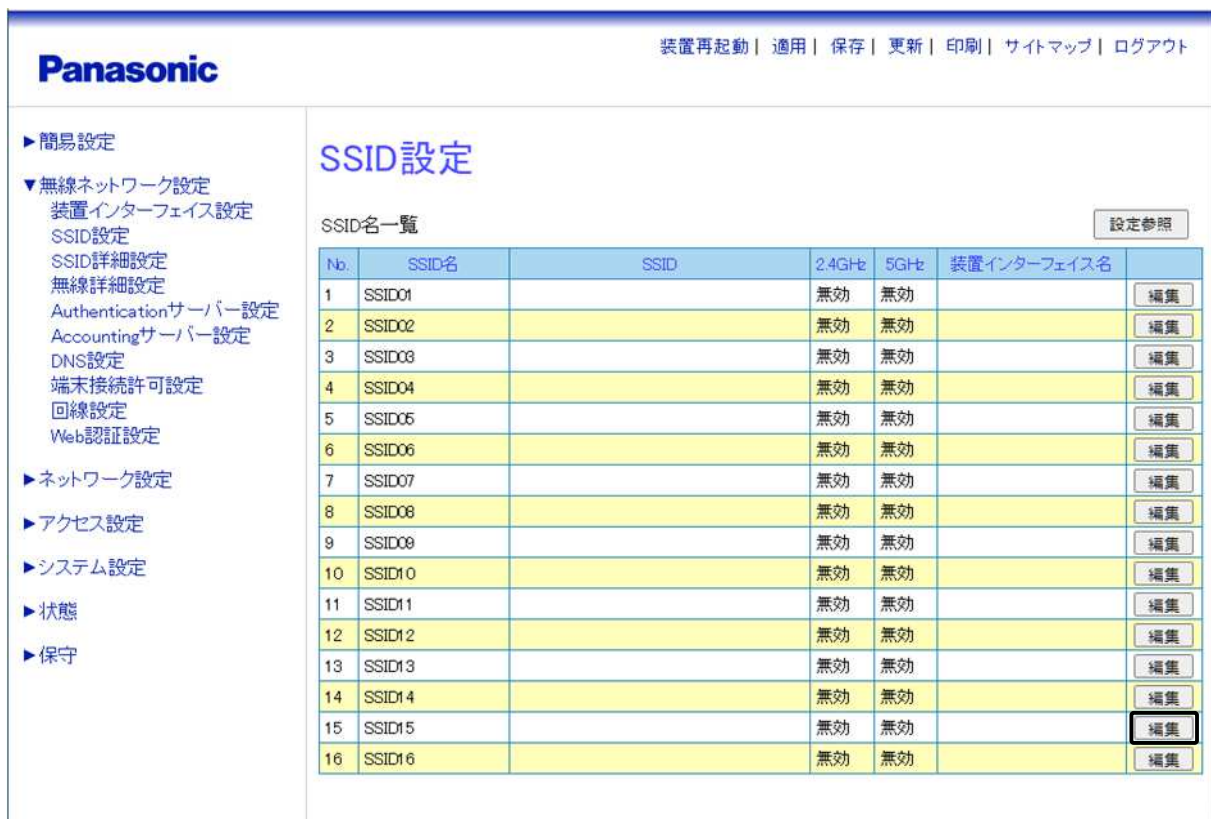 Panasonic
装置再起動| 適用| 保存| 更新| 印刷| サイトマップ| ログアウト
▶簡易設定
▼無線ネットワーク設定
装置インターフェイス設定
SSID設定
SSID詳細設定
無線詳細設定
Authenticationサーバー設定
Accountingサーバー設定
DNS設定
端末接続許可設定
回線設定
Web認証設定
▶ネットワーク設定
▶アクセス設定
▶システム設定
▶状態
▶保守
SSID設定
SSID名一覧 設定参照
No. SSID名 SSID 2.4GHz 5GHz 装置インターフェイス名
1 SSID01 無効 無効 編集
2 SSID02 無効 無効 編集
3 SSID03 無効 無効 編集
4 SSID04 無効 無効 編集
5 SSID05 無効 無効 編集
6 SSID06 無効 無効 編集
7 SSID07 無効 無効 編集
8 SSID08 無効 無効 編集
9 SSID09 無効 無効 編集
10 SSID10 無効 無効 編集
11 SSID11 無効 無効 編集
12 SSID12 無効 無効 編集
13 SSID13 無効 無効 編集
14 SSID14 無効 無効 編集
15 SSID15 無効 無効 編集
16 SSID16 無効 無効 編集